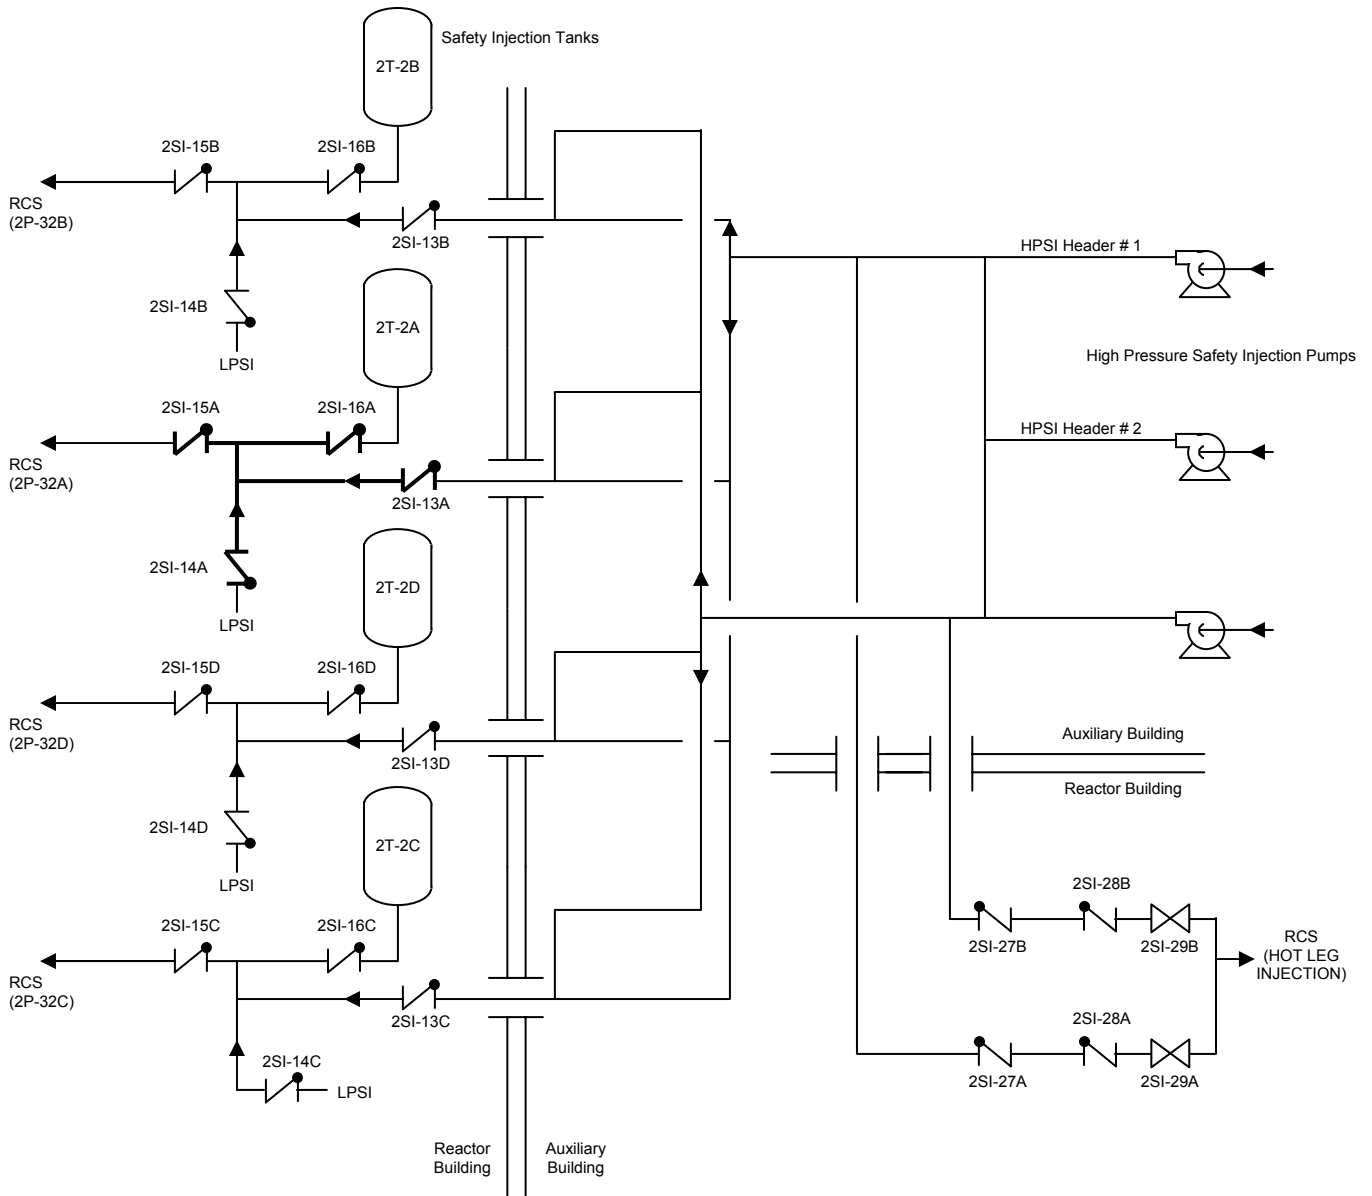 Safety Injection Tanks
2T-2B
2SI-15B
2SI-16B
RCS
(2P-32B)
2SI-13B
2SI-14B
LPSI
HPSI Header # 1
2T-2A
High Pressure Safety Injection Pumps
2SI-15A
2SI-16A
HPSI Header # 2
RCS
(2P-32A)
2SI-13A
2SI-14A
LPSI
2T-2D
2SI-15D
2SI-16D
RCS
(2P-32D)
2SI-13D
Auxiliary Building
Reactor Building
2SI-14D
LPSI
2T-2C
2SI-15C
2SI-16C
RCS
(2P-32C)
2SI-13C
2SI-14C
LPSI
2SI-28B
2SI-27B
2SI-29B
RCS
(HOT LEG
INJECTION)
2SI-28A
2SI-27A
2SI-29A
Reactor
Building
Auxiliary
Building